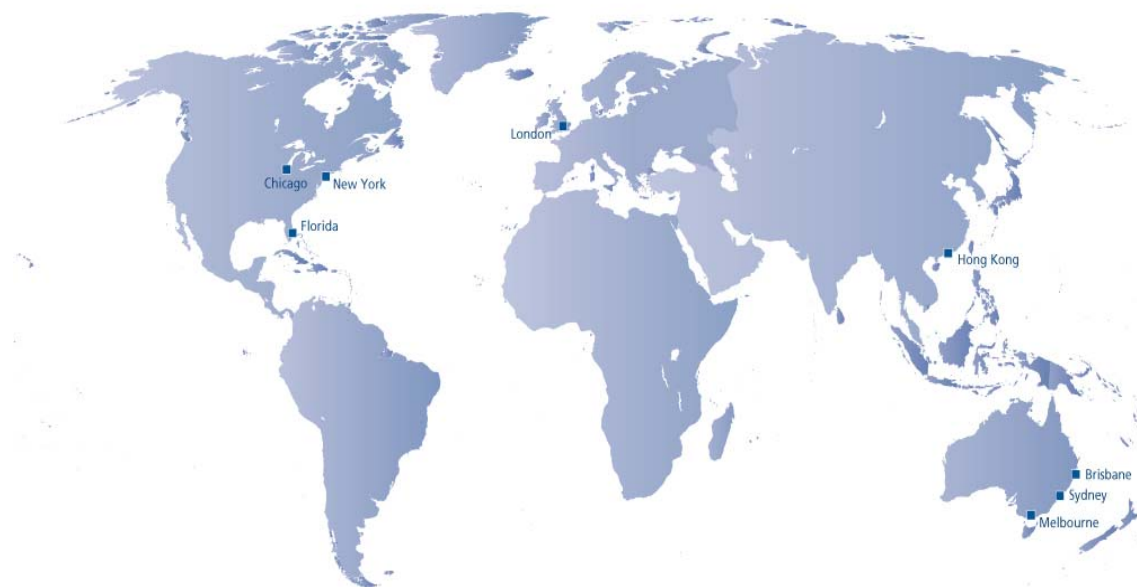 London
Chicago
New York
Florida
Hong Kong
Brisbane
Sydney
Melbourne